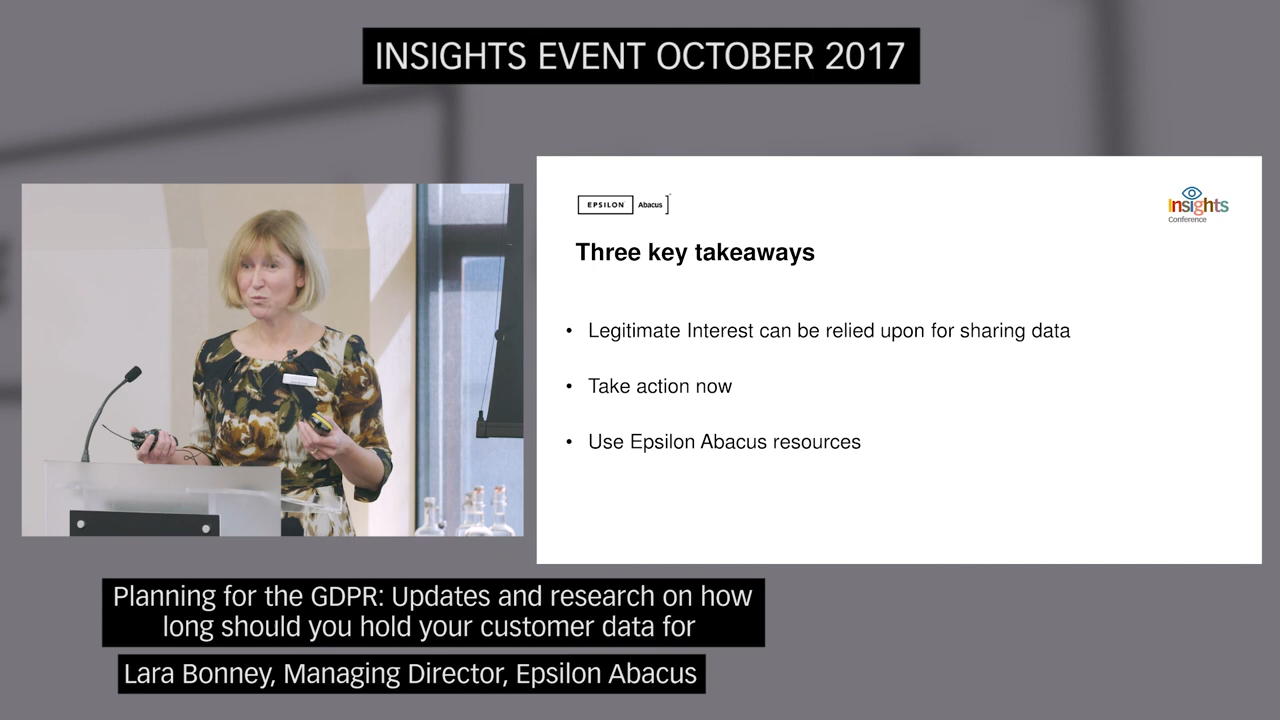 INSIGHTS EVENT OCTOBER 2017
EPSILON Abacus
Insights
Conference
Three key takeaways
• Legitimate Interest can be relied upon for sharing data
• Take action now
• Use Epsilon Abacus resources
Planning for the GDPR: Updates and research on how
long should you hold your customer data for
Lara Bonney, Managing Director, Epsilon Abacus